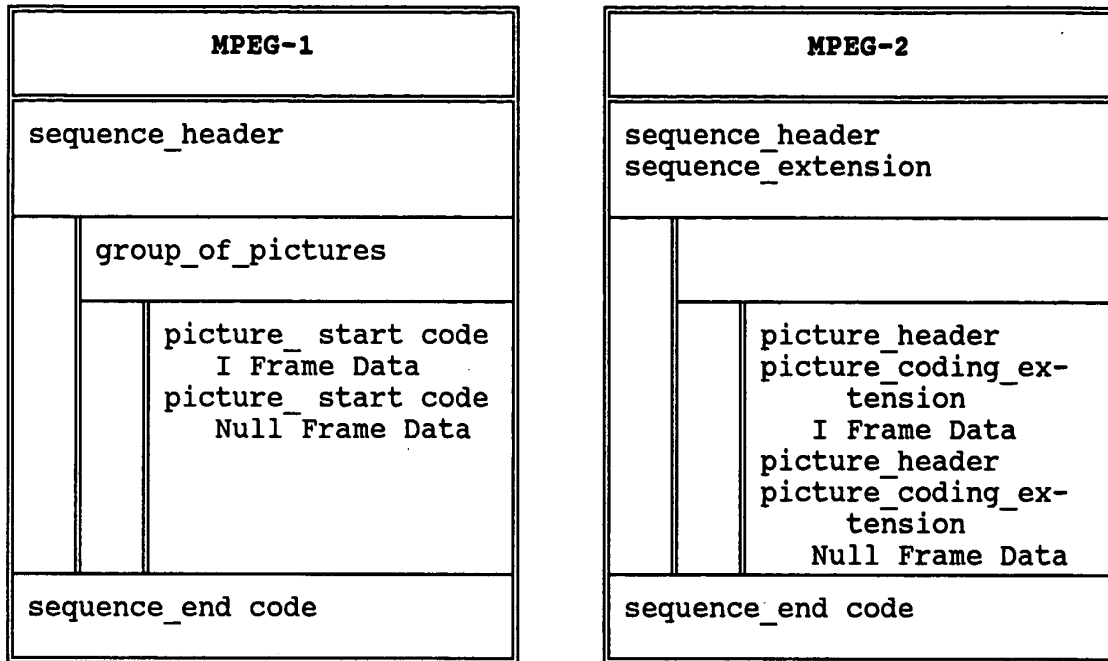 MPEG-1
sequence_header
group_of_pictures
picture_ start code
I Frame Data
picture_ start code
Null Frame Data
sequence_end code
MPEG-2
sequence_header
sequence_extension
picture_header
picture_coding_ex-
tension
I Frame Data
picture_header
picture_coding_ex-
tension
Null Frame Data
sequence_end code